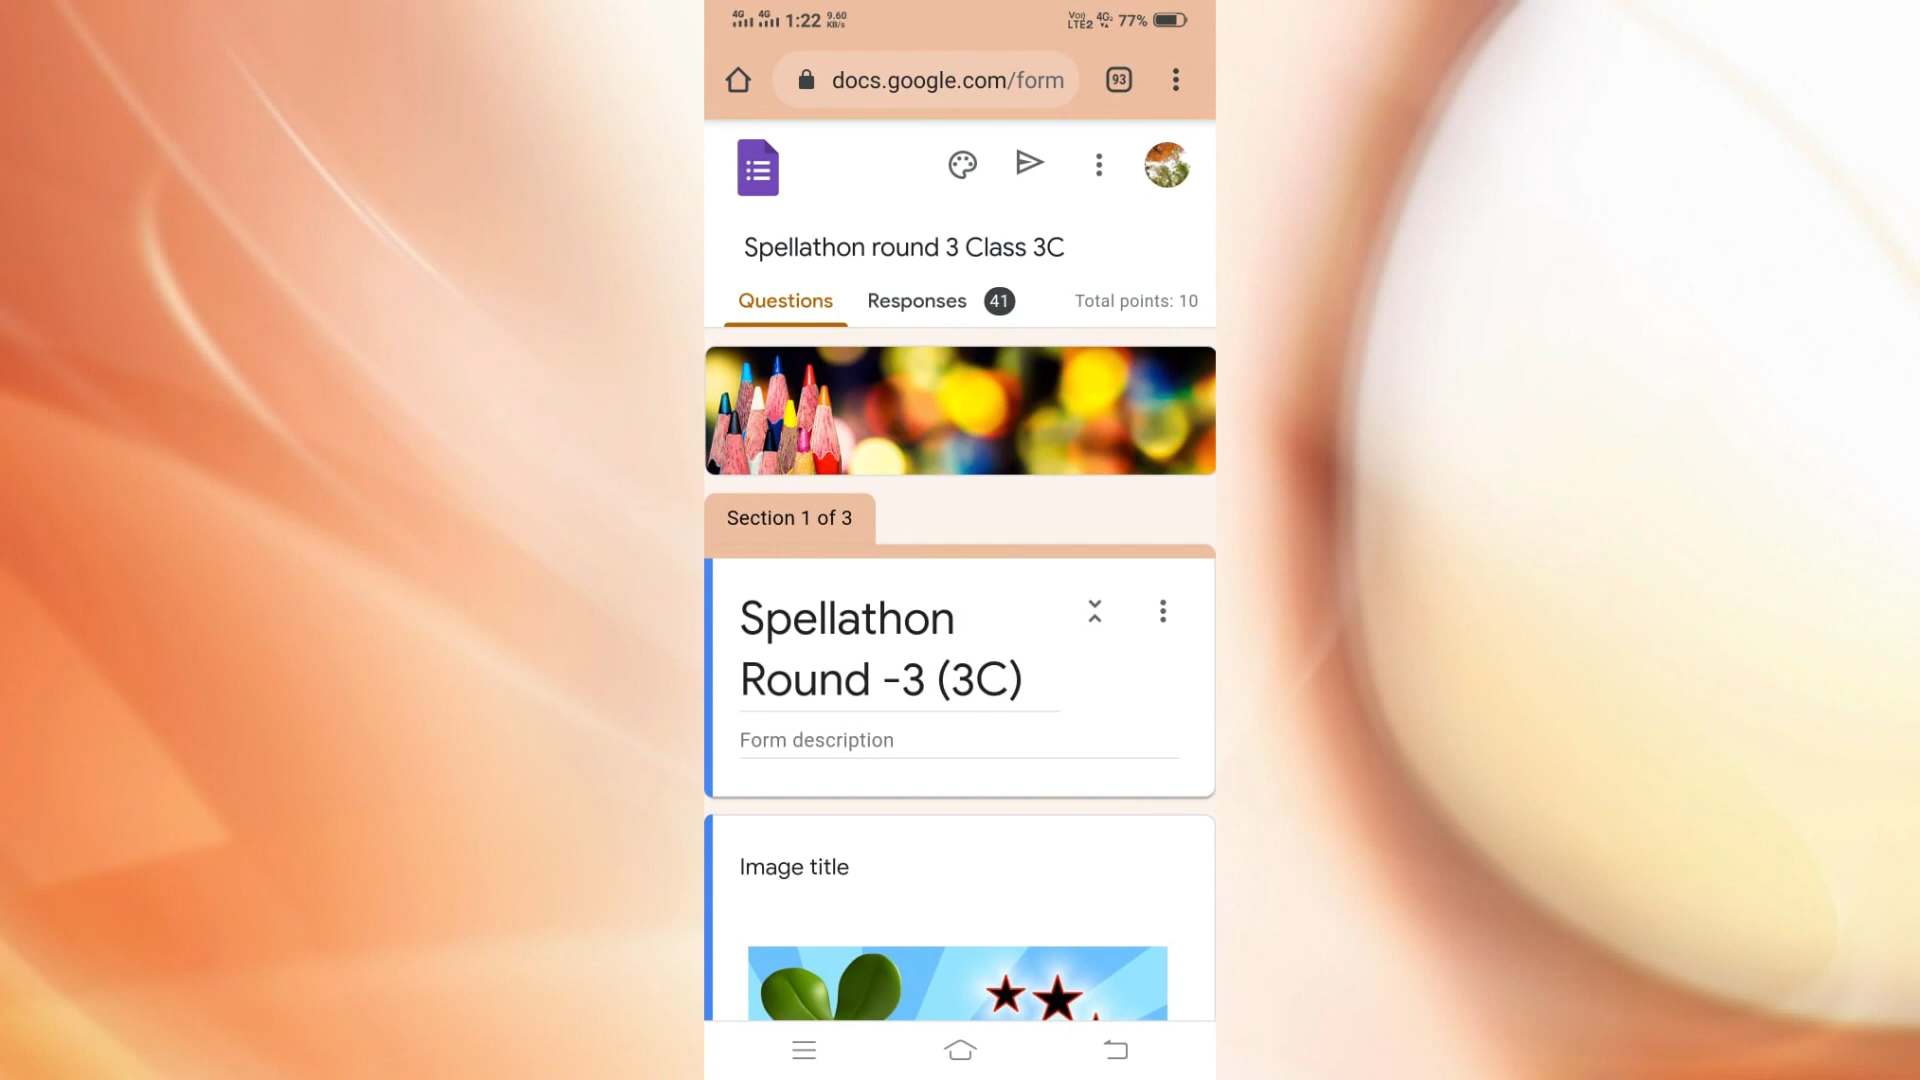 4G 4G 1:22 9.60 KB/s
Vo)) LTE2 4G 77%
docs.google.com/form
93
Spellathon round 3 Class 3C
Questions Responses 41 Total points: 10
Section 1 of 3
Spellathon
Round -3 (3C)
Form description
Image title